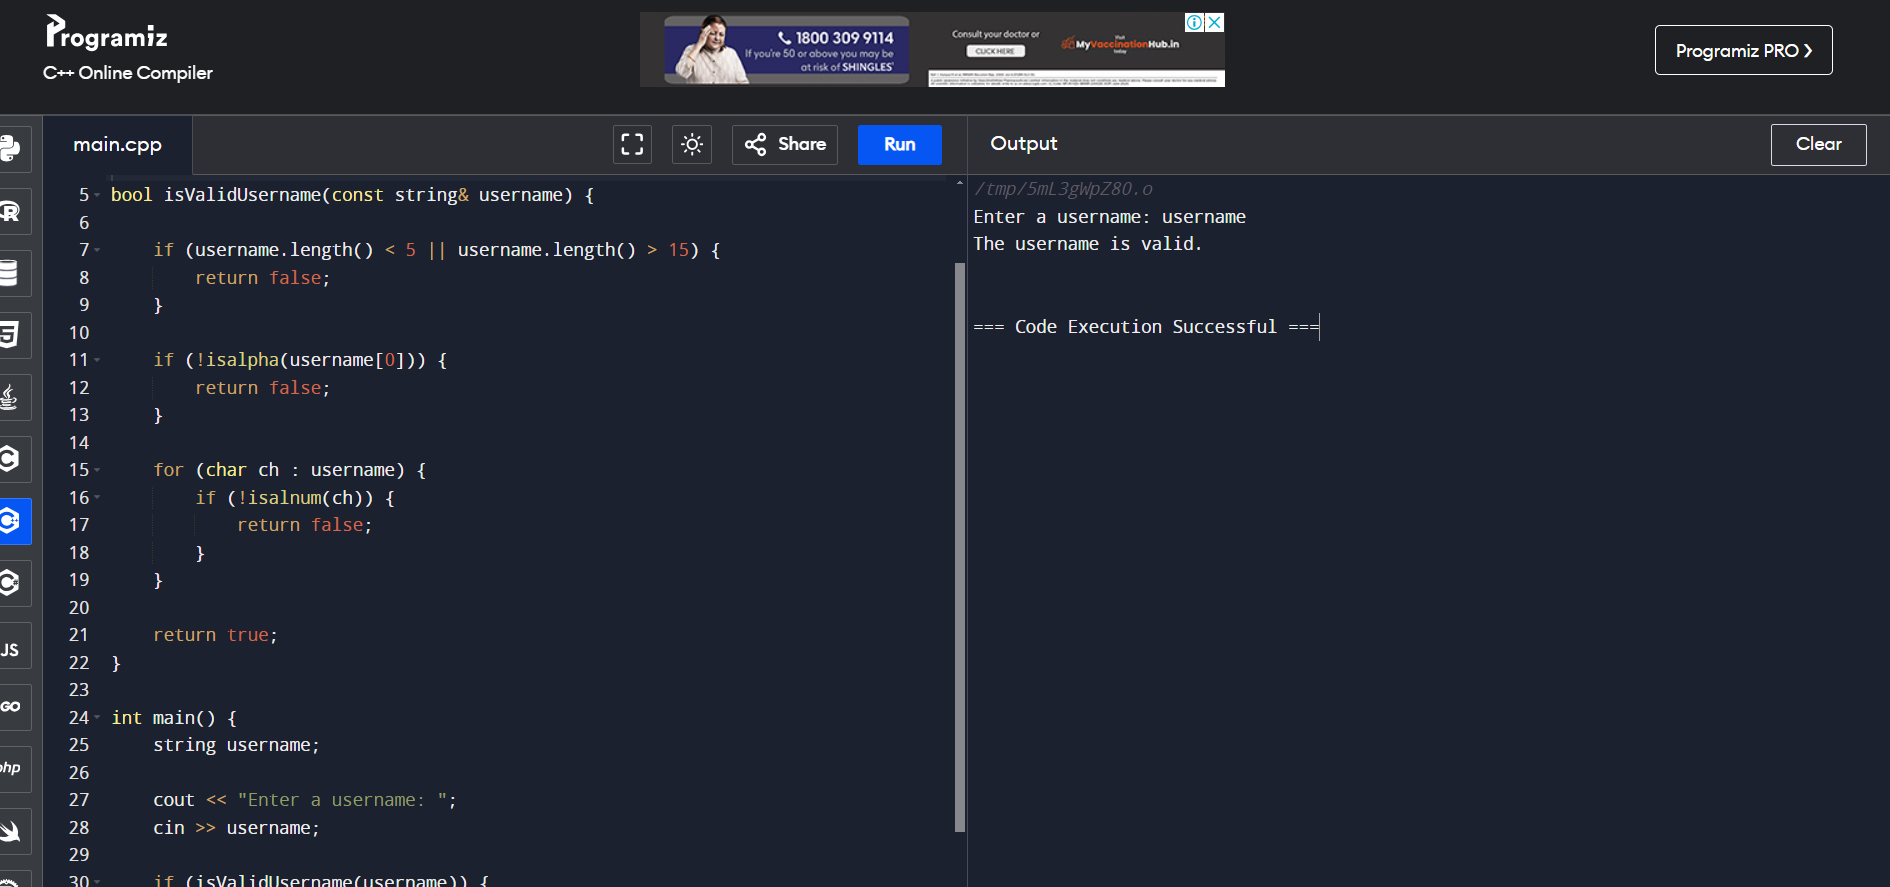 Programiz
C++ Online Compiler
1800 309 9114
If you're 50 or above you may be
at risk of SHINGLES*
Consult your doctor or
CLICK HERE
Visit
MyVaccinationHub.in
today
Programiz PRO >
main.cpp
Share
Run
Output
Clear
5 bool isValidUsername(const string& username) {
6
7 if (username.length() < 5 || username.length() > 15) {
8 return false;
9 }
10
11 if (!isalpha(username[0])) {
12 return false;
13 }
14
15 for (char ch : username) {
16 if (!isalnum(ch)) {
17 return false;
18 }
19 }
20
21 return true;
22 }
23
24 int main() {
25 string username;
26
27 cout << "Enter a username: ";
28 cin >> username;
29
30 if (isValidUsername(username)) {
/tmp/5mL3gWpZ80.o
Enter a username: username
The username is valid.
=== Code Execution Successful ===
R
5
C
C
C
JS
GO
php